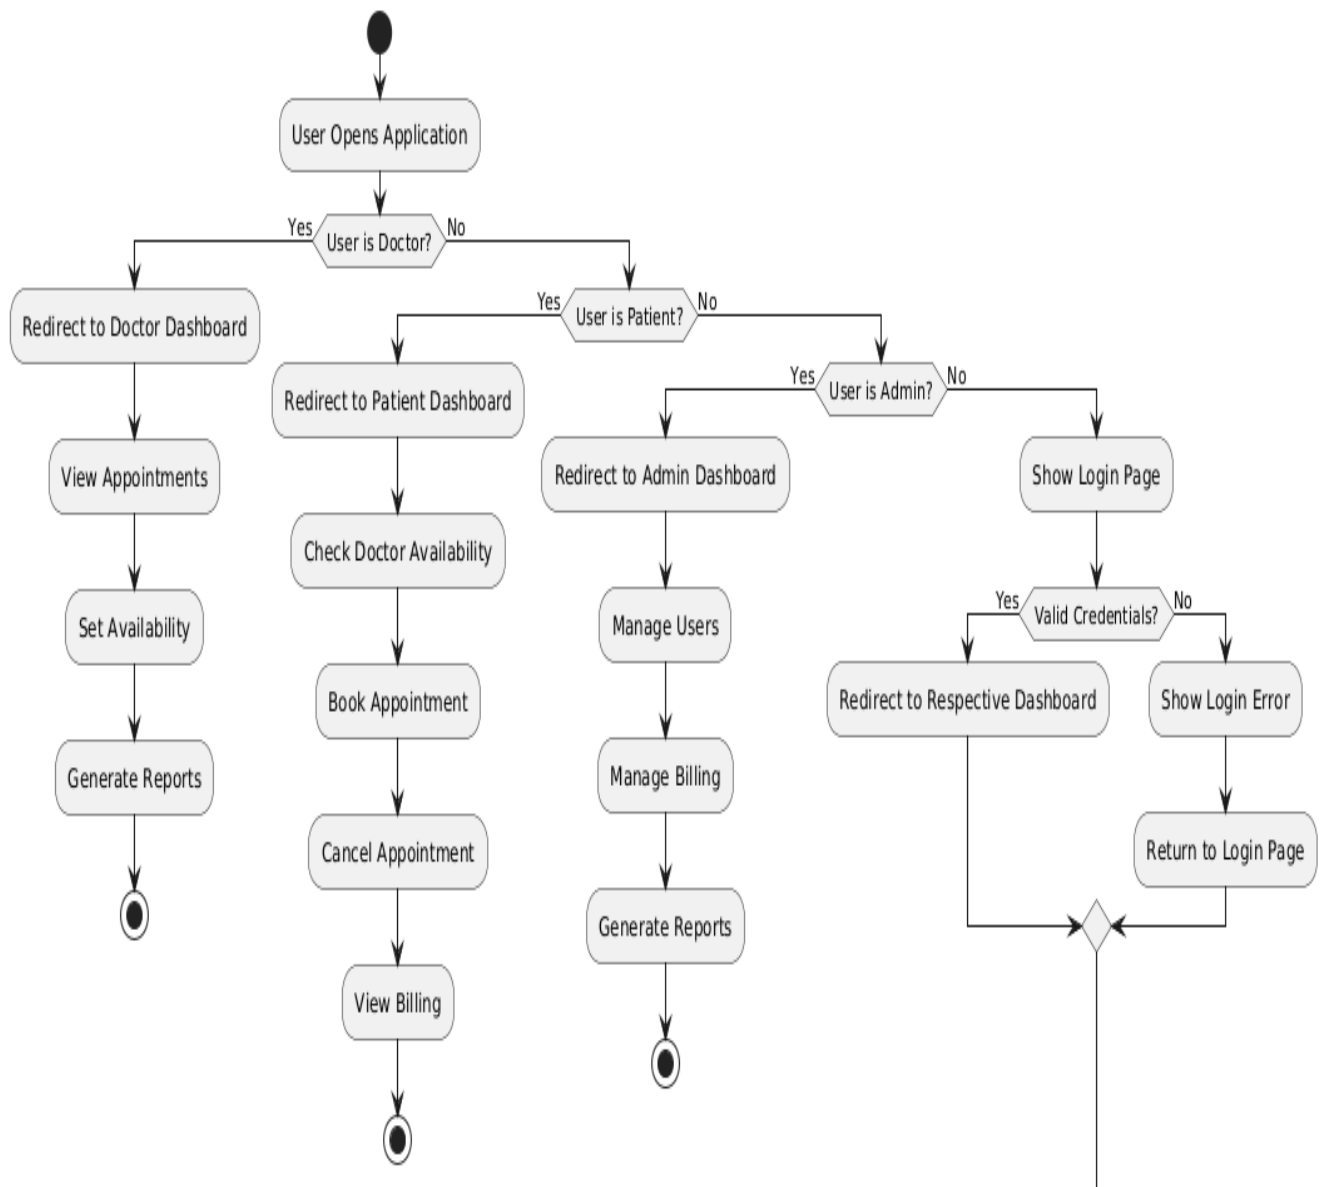 User Opens Application
Yes
User is Doctor?
No
Redirect to Doctor Dashboard
View Appointments
Set Availability
Generate Reports
Yes
User is Patient?
No
Redirect to Patient Dashboard
Check Doctor Availability
Book Appointment
Cancel Appointment
View Billing
Yes
User is Admin?
No
Redirect to Admin Dashboard
Manage Users
Manage Billing
Generate Reports
Show Login Page
Yes
Valid Credentials?
No
Redirect to Respective Dashboard
Show Login Error
Return to Login Page